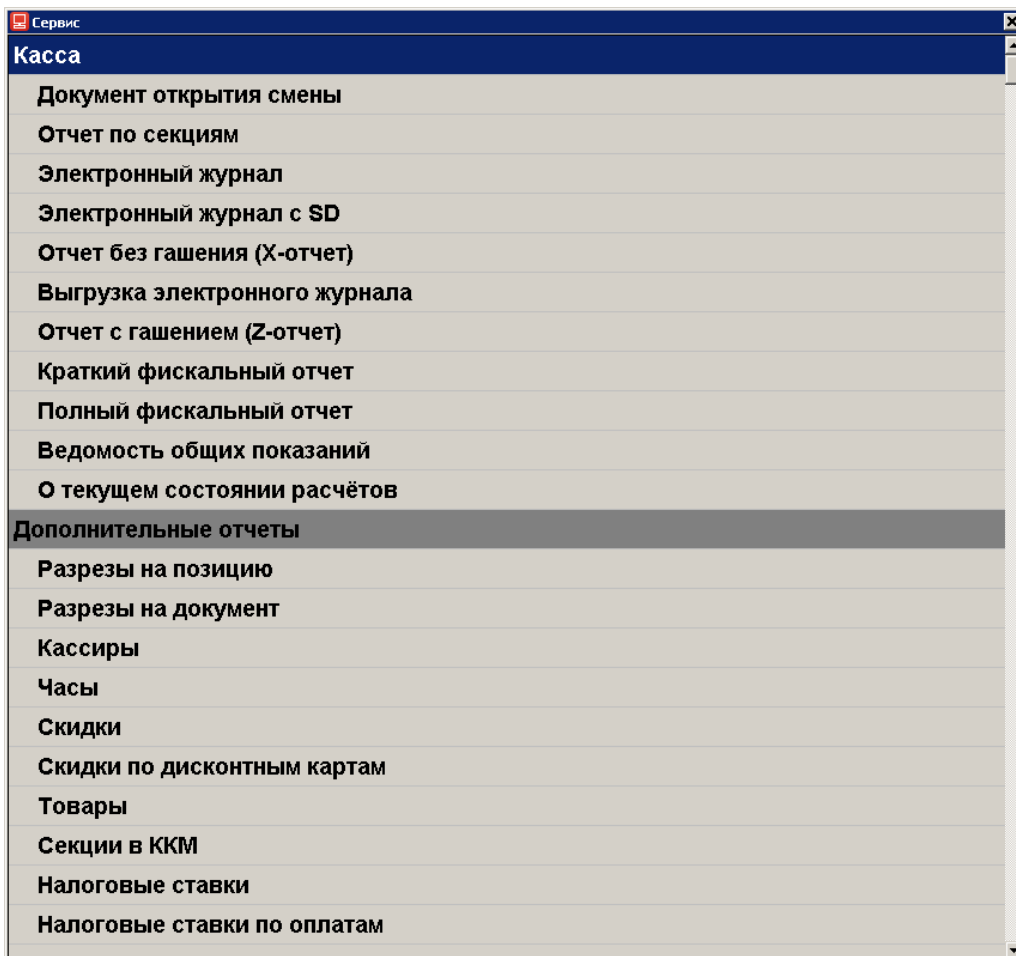 Сервис
Касса
Документ открытия смены
Отчет по секциям
Электронный журнал
Электронный журнал с SD
Отчет без гашения (X-отчет)
Выгрузка электронного журнала
Отчет с гашением (Z-отчет)
Краткий фискальный отчет
Полный фискальный отчет
Ведомость общих показаний
О текущем состоянии расчётов
Дополнительные отчеты
Разрезы на позицию
Разрезы на документ
Кассиры
Часы
Скидки
Скидки по дисконтным картам
Товары
Секции в ККМ
Налоговые ставки
Налоговые ставки по оплатам